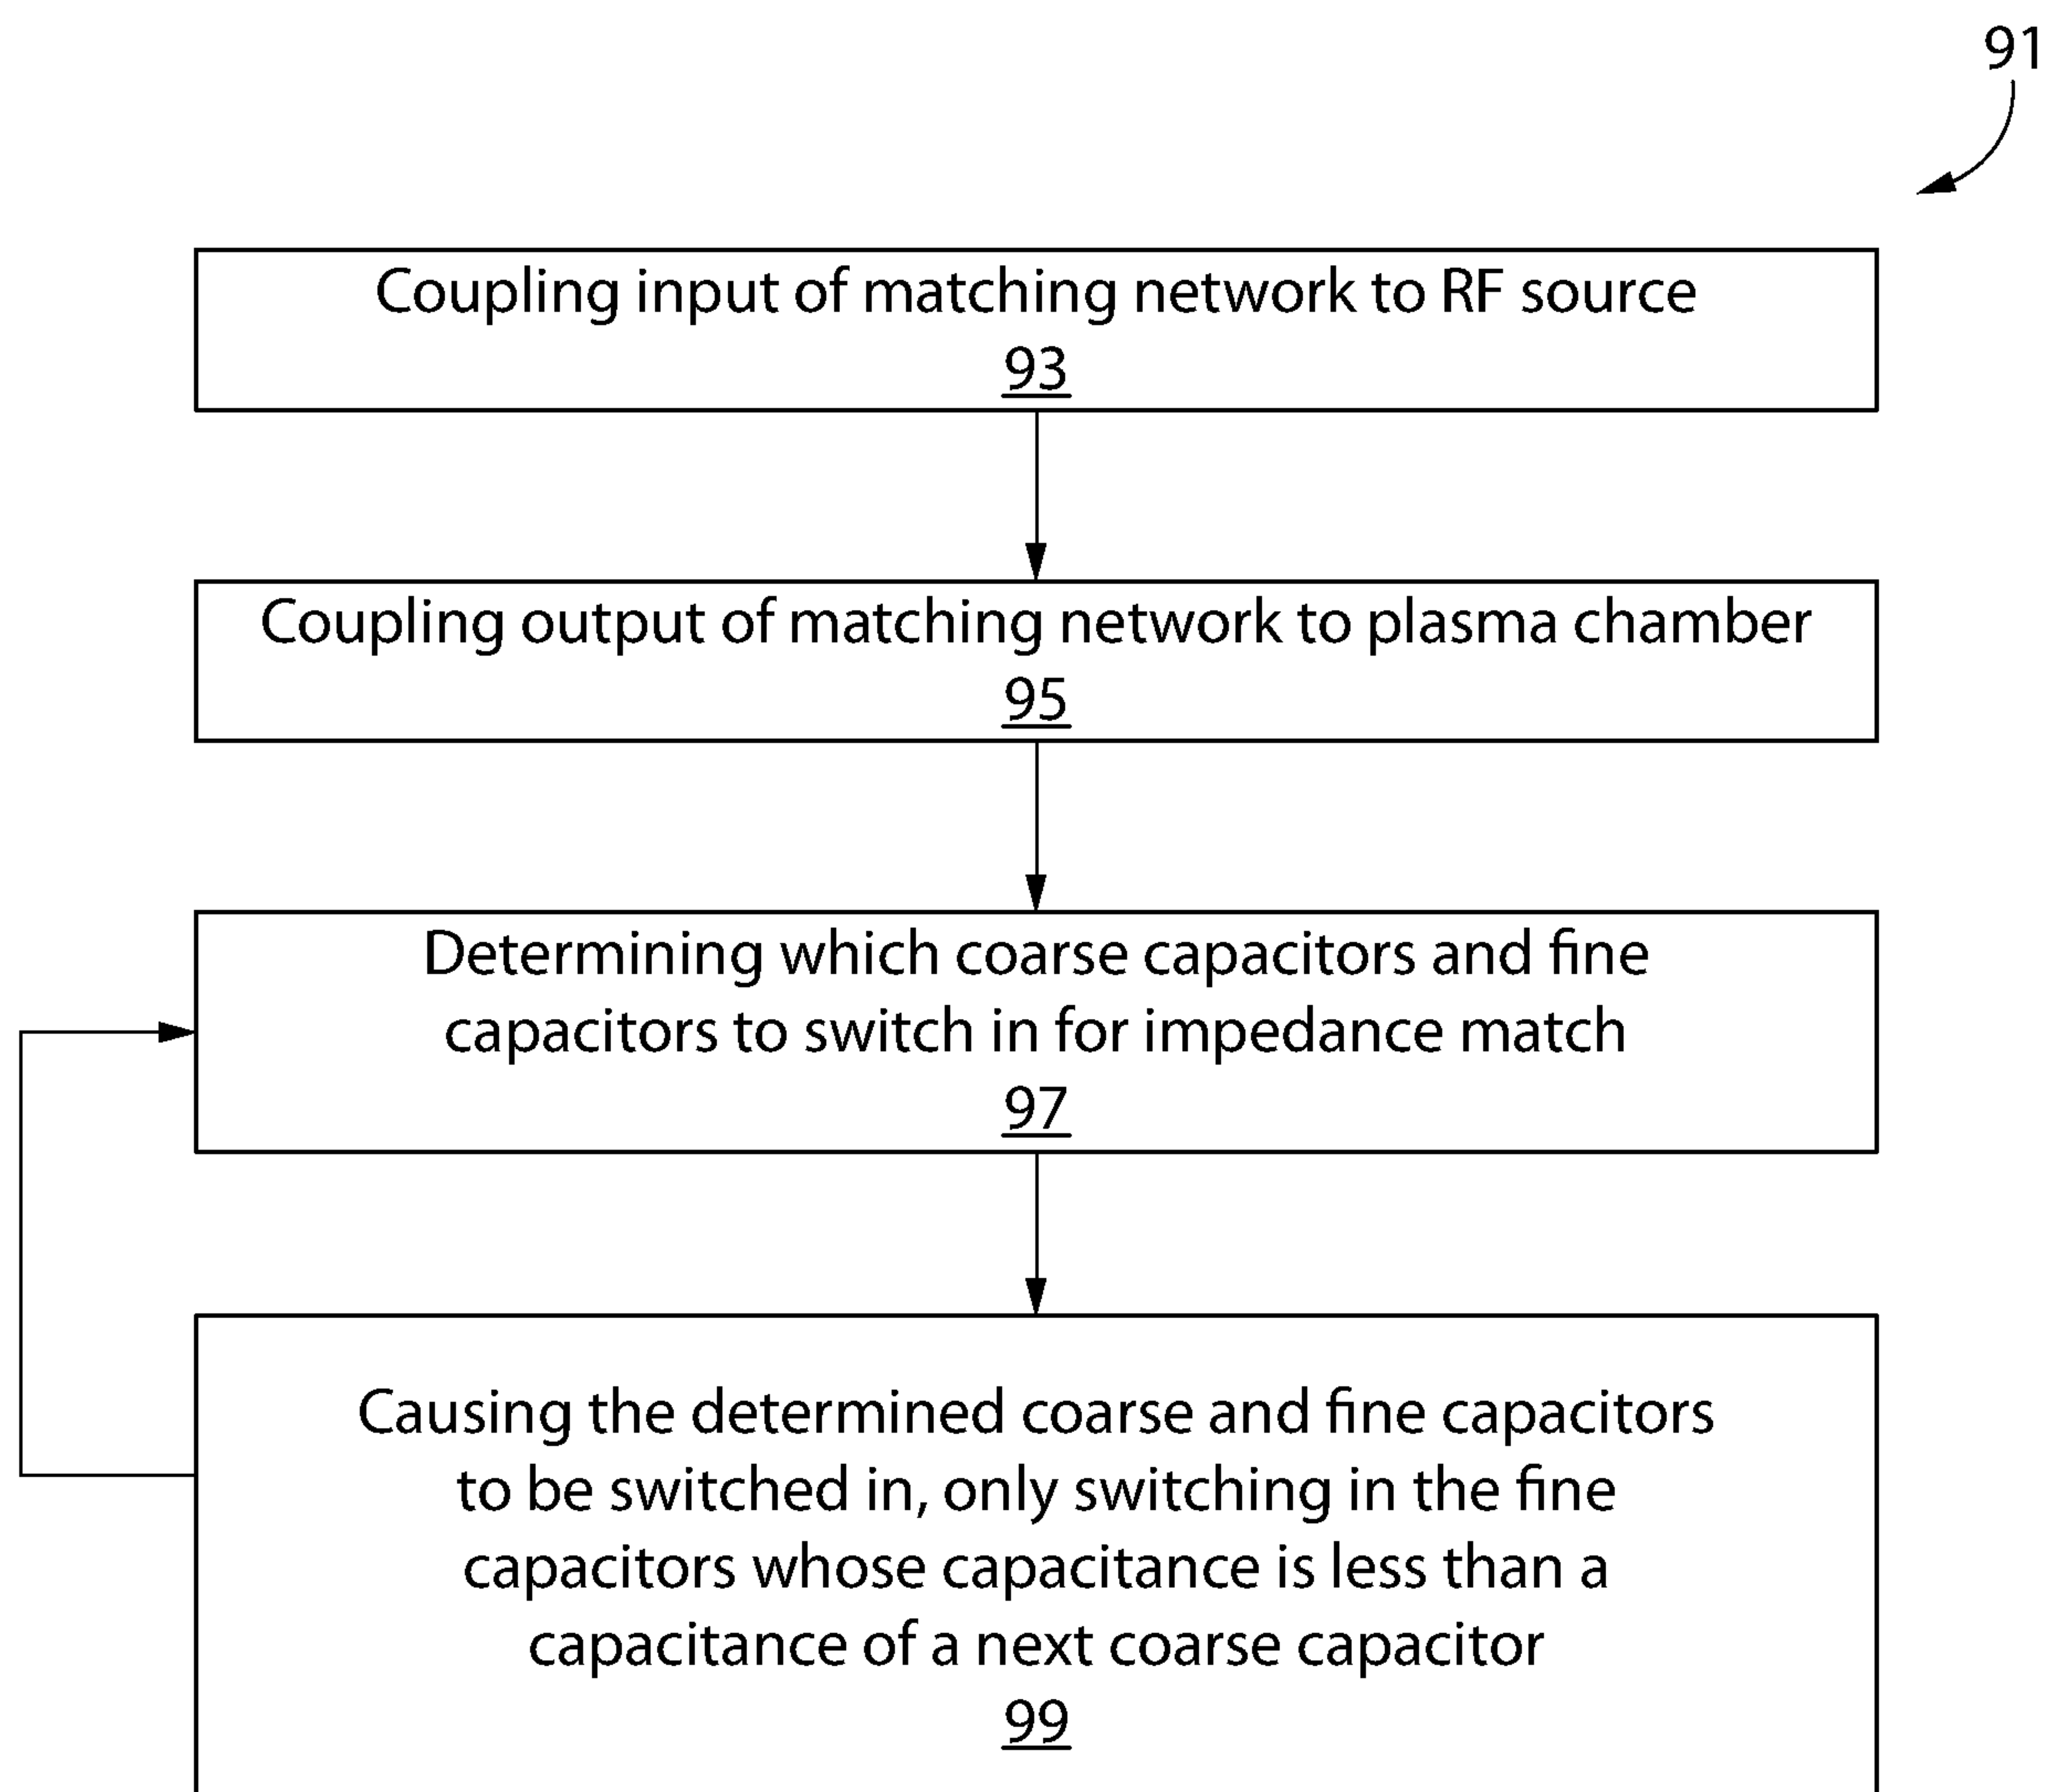 91
Coupling input of matching network to RF source
93
Coupling output of matching network to plasma chamber
95
Determining which coarse capacitors and fine
capacitors to switch in for impedance match
97
Causing the determined coarse and fine capacitors
to be switched in, only switching in the fine
capacitors whose capacitance is less than a
capacitance of a next coarse capacitor
99